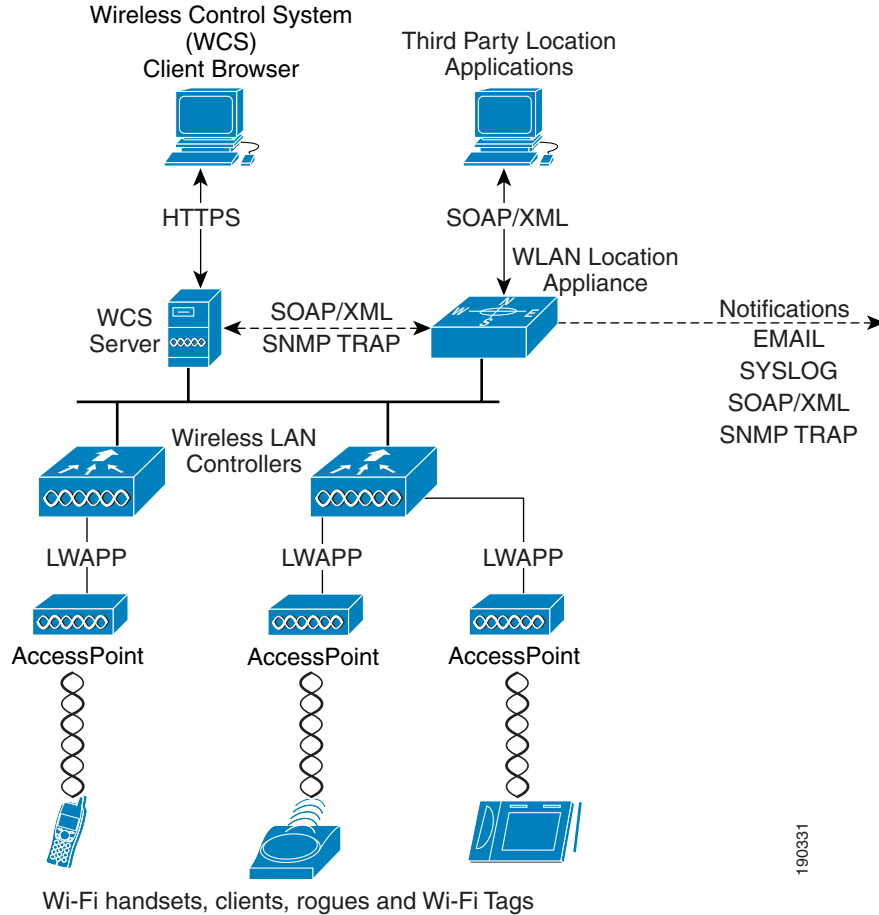 Wireless Control System
(WCS)
Client Browser
Third Party Location
Applications
HTTPS
SOAP/XML
WLAN Location
Appliance
WCS
Server
SOAP/XML
SNMP TRAP
N
W
E
S
Notifications
EMAIL
SYSLOG
SOAP/XML
SNMP TRAP
Wireless LAN
Controllers
LWAPP
LWAPP
LWAPP
AccessPoint
AccessPoint
AccessPoint
190331
Wi-Fi handsets, clients, rogues and Wi-Fi Tags